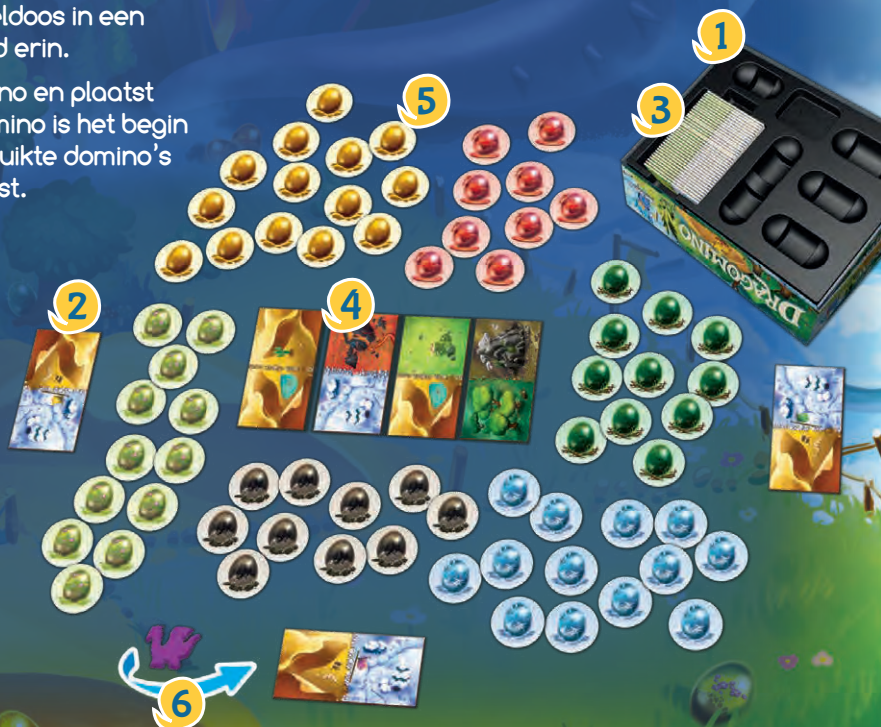 ldoos in een
d erin.
no en plaatst
mino is het begin
uikte domino's
st.
1
3
5
2
4
6
DRAGOMINO